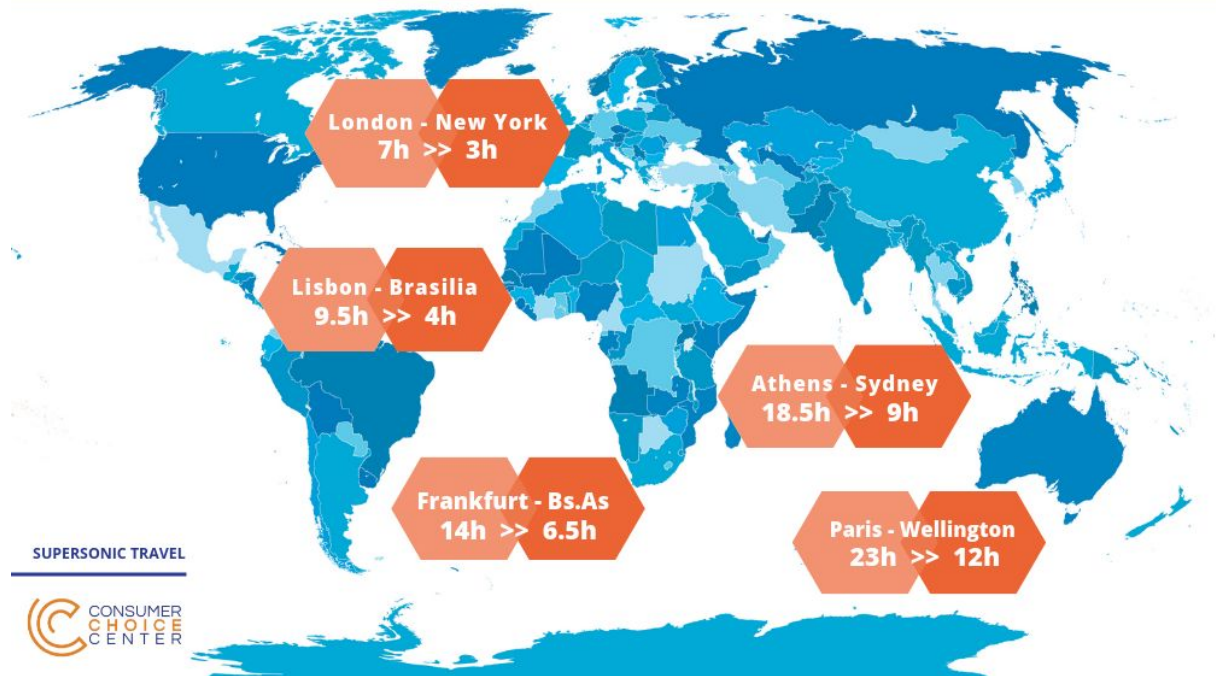 London - New York
7h >> 3h
Lisbon - Brasilia
9.5h >> 4h
Athens - Sydney
18.5h >> 9h
Frankfurt - Bs.As
14h >> 6.5h
Paris - Wellington
23h >> 12h
SUPERSONIC TRAVEL
CONSUMER
CHOICE
CENTER